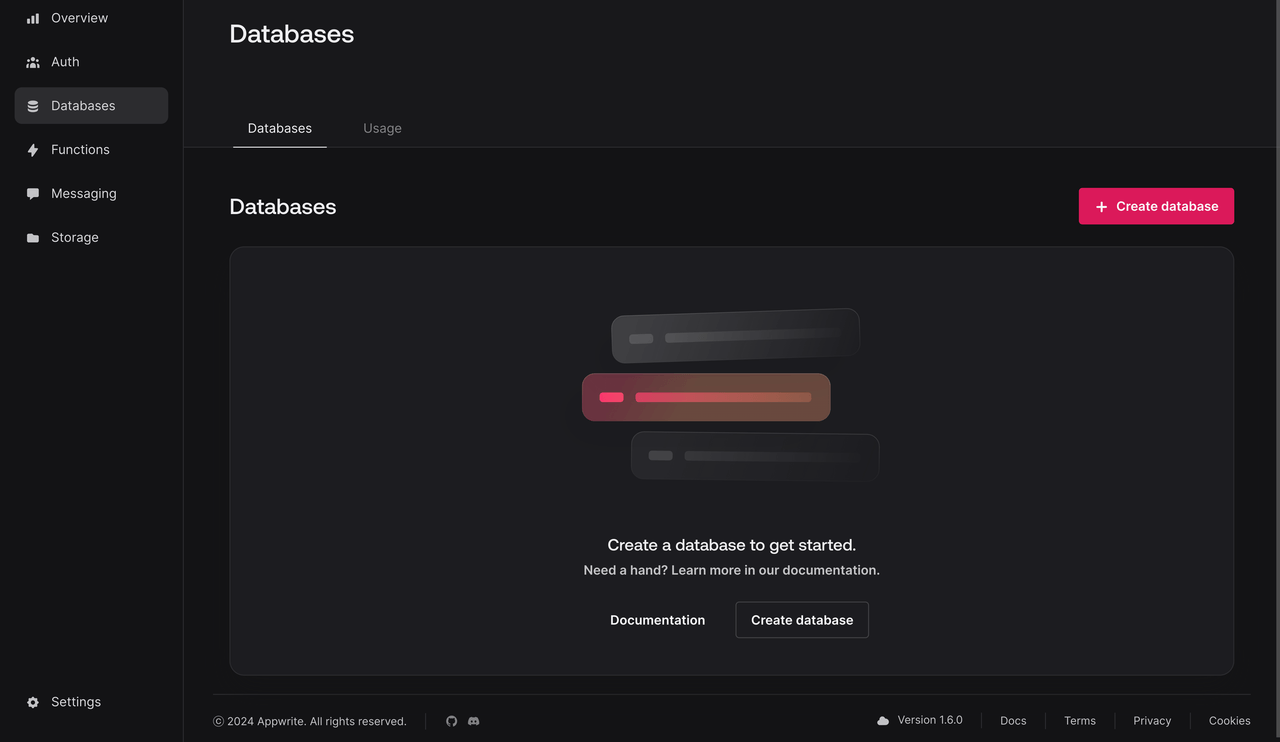 Overview
Auth
Databases
Functions
Messaging
Storage
Settings
Databases
Databases Usage
Databases
+ Create database
Create a database to get started.
Need a hand? Learn more in our documentation.
Documentation Create database
© 2024 Appwrite. All rights reserved.
Version 1.6.0 Docs Terms Privacy Cookies